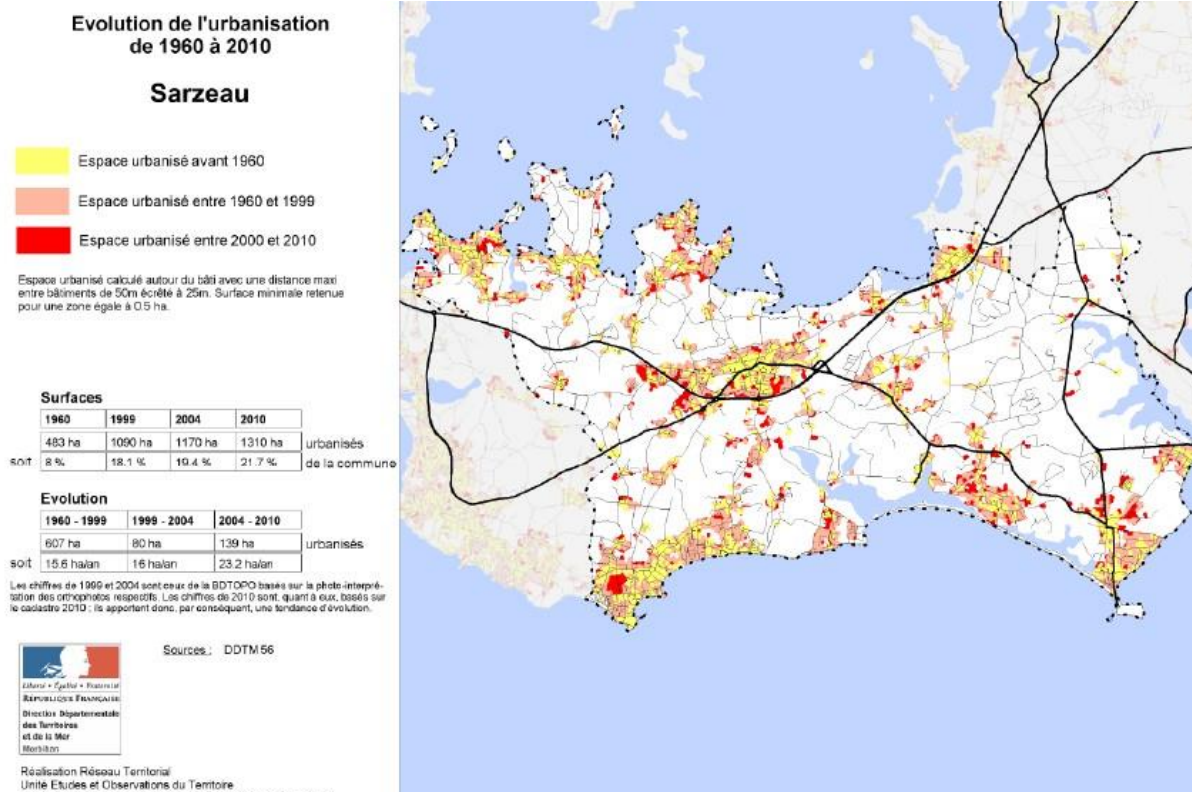 Evolution de l'urbanisation
de 1960 à 2010
Sarzeau
Espace urbanisé avant 1960
Espace urbanisé entre 1960 et 1999
Espace urbanisé entre 2000 et 2010
Espace urbanisé calculé autour du bâti avec une distance maxi
entre bâtiments de 50m écrêté à 25m. Surface minimale retenue
pour une zone égale à 0.5 ha.
Surfaces
1960 1999 2004 2010
483 ha 1090 ha 1170 ha 1310 ha urbanisés
soit 8 % 18.1 % 19.4 % 21.7 % de la commune
Evolution
1960 - 1999 1999 - 2004 2004 - 2010
607 ha 80 ha 139 ha urbanisés
soit 15.6 ha/an 16 ha/an 23.2 ha/an
Les chiffres de 1999 et 2004 sont ceux de la BDTOPO basés sur la photo-interpré-
tation des orthophotos respectifs. Les chiffres de 2010 sont, quant à eux, basés sur
le cadastre 2010 ; ils apportent donc, par conséquent, une tendance d'évolution.
Sources : DDTM 56
Liberté • Égalité • Fraternité
RÉPUBLIQUE FRANÇAISE
Direction Départementale
des Territoires
et de la Mer
Morbihan
Réalisation Réseau Territorial
Unité Etudes et Observations du Territoire